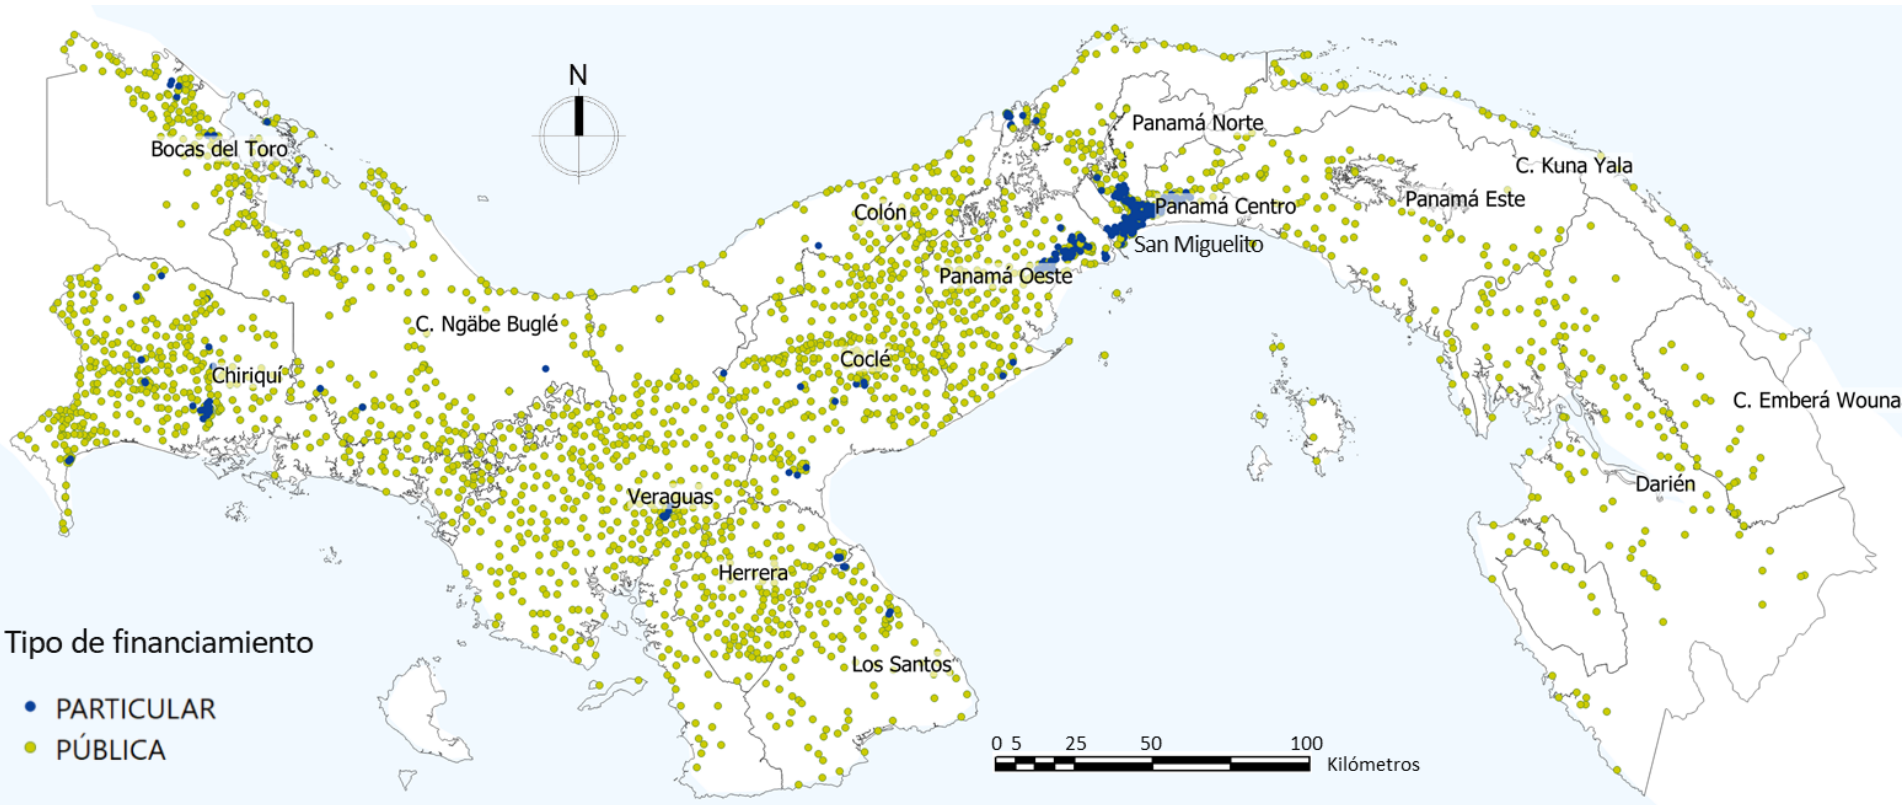 N
Panamá Norte
Bocas del Toro
C. Kuna Yala
Panamá Este
Panamá Centro
Colón
San Miguelito
Panamá Oeste
C. Ngäbe Buglé
Coclé
Chiriquí
C. Emberá Wouna
Darién
Veraguas
Herrera
Los Santos
Tipo de financiamiento
PARTICULAR
PÚBLICA
0 5 25 50 100
Kilómetros